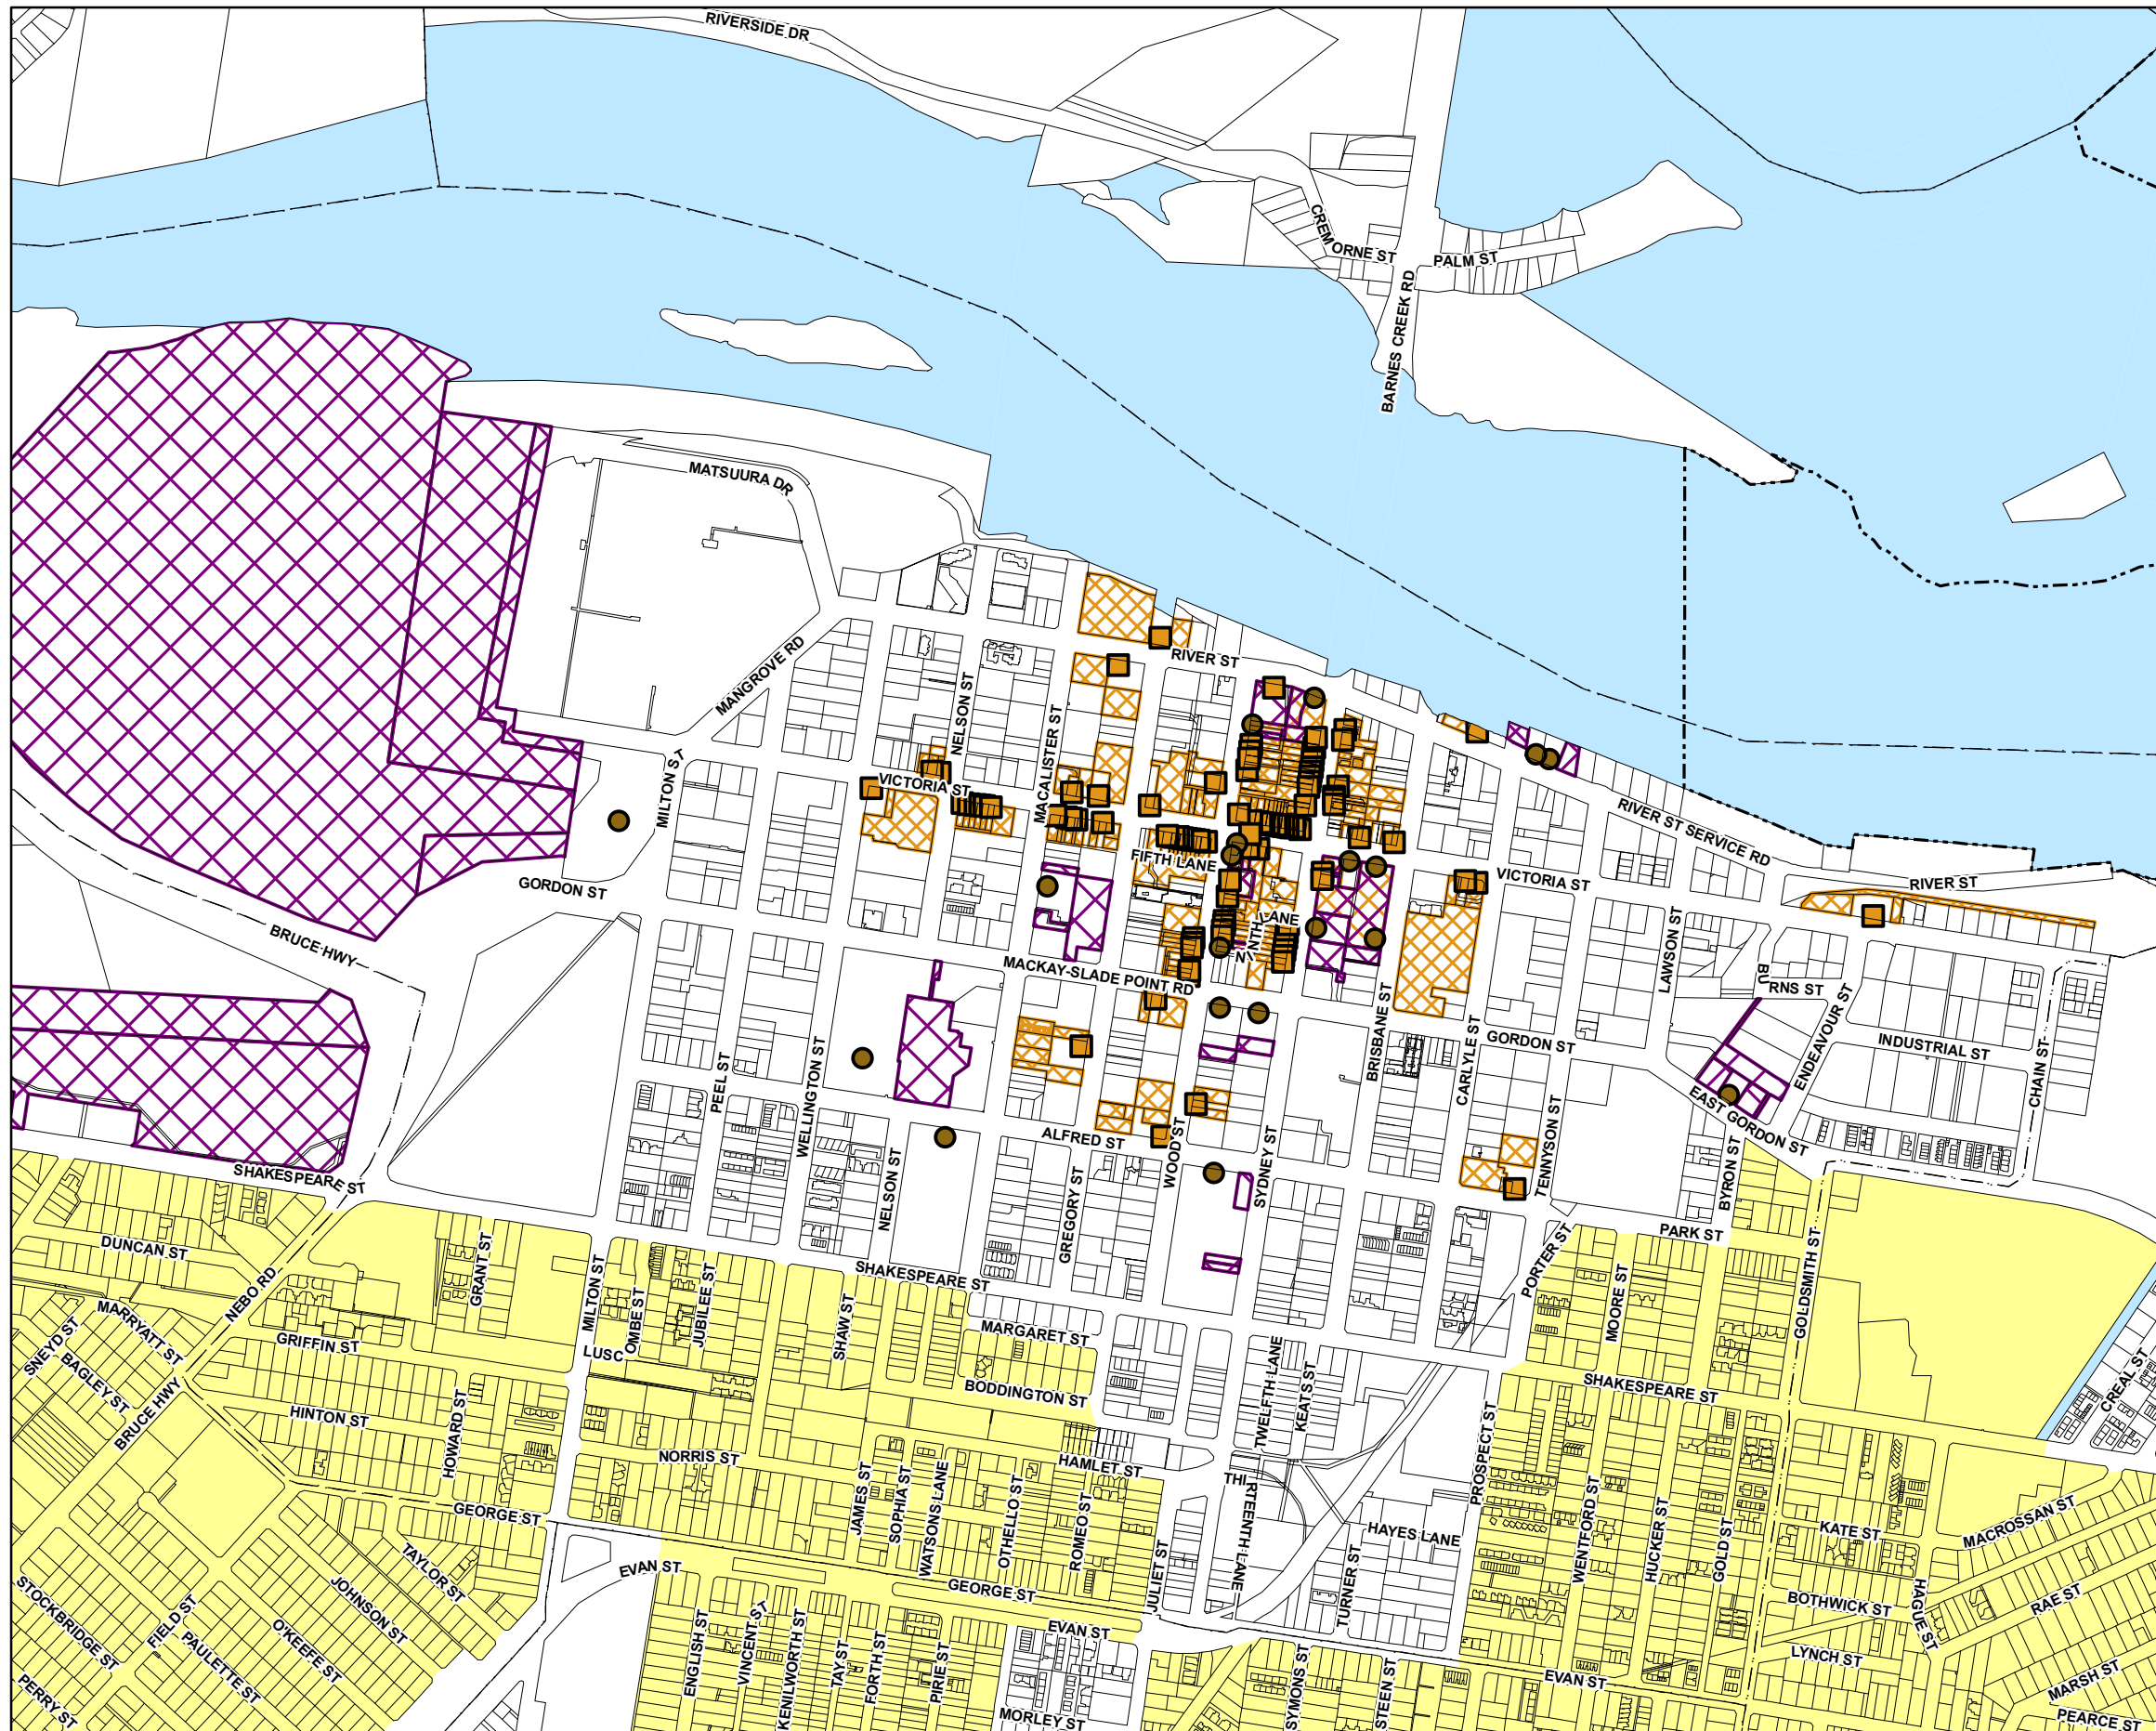 RIVERSIDE DR
CREMORNE ST
PALM ST
BARNES CREEK RD
MATSUURA DR
RIVER ST
MANGROVE RD
NELSON ST
MACALISTER ST
MILTON ST
VICTORIA ST
RIVER ST SERVICE RD
FIFTH LANE
VICTORIA ST
RIVER ST
GORDON ST
LANE
NINTH
LAWSON ST
BRUCE HWY
MACKAY-SLADE POINT RD
BURNS ST
ENDEAVOUR ST
BRISBANE ST
CARLYLE ST
GORDON ST
INDUSTRIAL ST
CHAIN ST
PEEL ST
WELLINGTON ST
EAST GORDON ST
ALFRED ST
WOOD ST
SYDNEY ST
TENNYSON ST
BYRON ST
SHAKESPEARE ST
NELSON ST
GREGORY ST
PARK ST
DUNCAN ST
GRANT ST
NEBO RD
MILTON ST
JUBILEE ST
SHAKESPEARE ST
PORTER ST
MOORE ST
GOLDSMITH ST
MARRYATT ST
SNEYD ST
GRIFFIN ST
LUSCOMBE ST
SHAW ST
MARGARET ST
BAGLEY ST
BODDINGTON ST
TWELFTH LANE
KEATS ST
SHAKESPEARE ST
CREAL ST
BRUCE HWY
HINTON ST
HOWARD ST
NORRIS ST
HAMLET ST
PROSPECT ST
GEORGE ST
JAMES ST
SOPHIA ST
WATSONS LANE
OTHELLO ST
ROMEO ST
THIRTEENTH LANE
HAYES LANE
WENTFORD ST
HUCKER ST
GOLD ST
KATE ST
MACROSSAN ST
TAYLOR ST
EVAN ST
GEORGE ST
JULIET ST
TURNER ST
STOCKBRIDGE ST
FIELD ST
JOHNSON ST
O'KEEFE ST
PAULETTE ST
BOTHWICK ST
HAGUE ST
RAE ST
ENGLISH ST
VINCENT ST
KENILWORTH ST
TAY ST
FORTH ST
PIRIE ST
EVAN ST
LYNCH ST
MARSH ST
PERRY ST
SYMONS ST
STEEN ST
EVAN ST
MORLEY ST
PEARCE ST